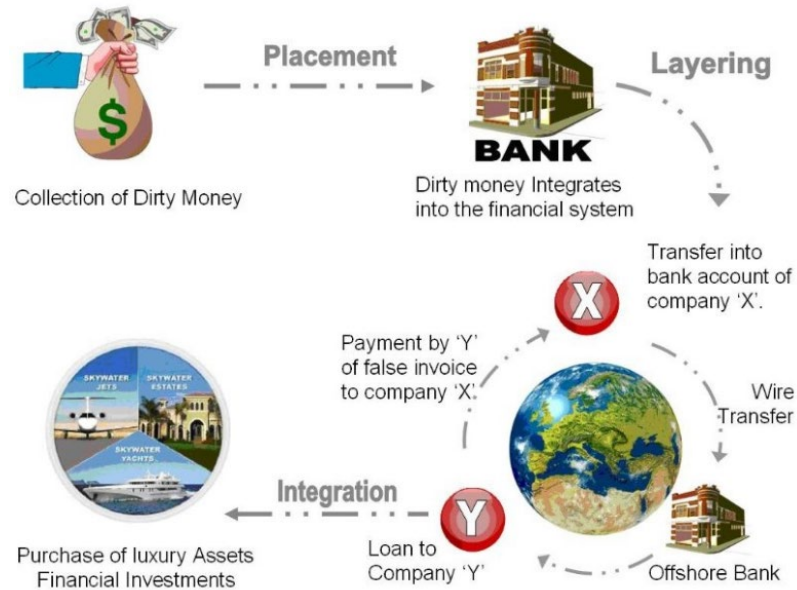 Placement
Layering
$
BANK
Collection of Dirty Money
Dirty money Integrates
into the financial system
Transfer into
bank account of
company 'X'.
X
Payment by 'Y'
of false invoice
to company 'X'
Wire
Transfer
SKYWATER
JETS
SKYWATER
ESTATES
SKYWATER
YACHTS
Integration
Y
Loan to
Company 'Y'
Offshore Bank
Purchase of luxury Assets
Financial Investments